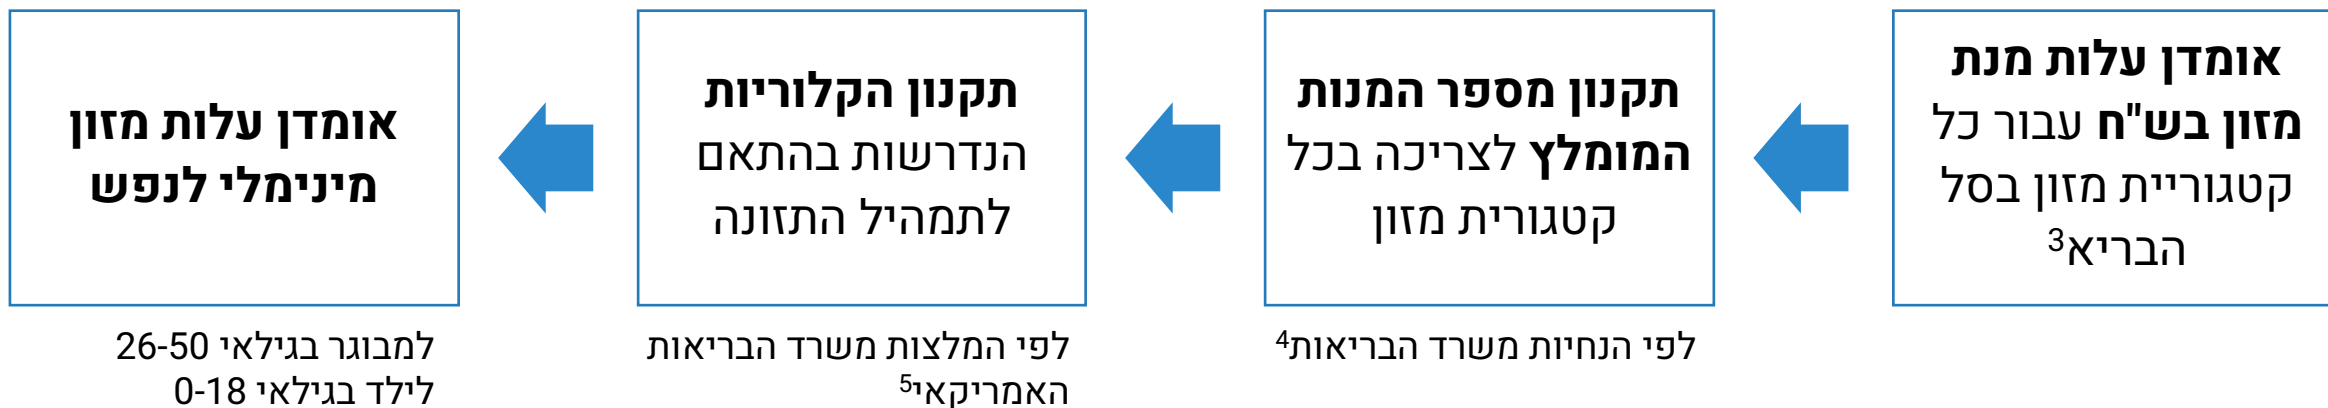 אומדן עלות מנת
מזון בש"ח עבור כל
קטגוריית מזון בסל
הבריא³
תקנון מספר המנות
המומלץ לצריכה בכל
קטגורית מזון
לפי הנחיות משרד הבריאות⁴
תקנון הקלוריות
הנדרשות בהתאם
לתמהיל התזונה
לפי המלצות משרד הבריאות
האמריקאי⁵
אומדן עלות מזון
מינימלי לנפש
למבוגר בגילאי 26-50
לילד בגילאי 0-18